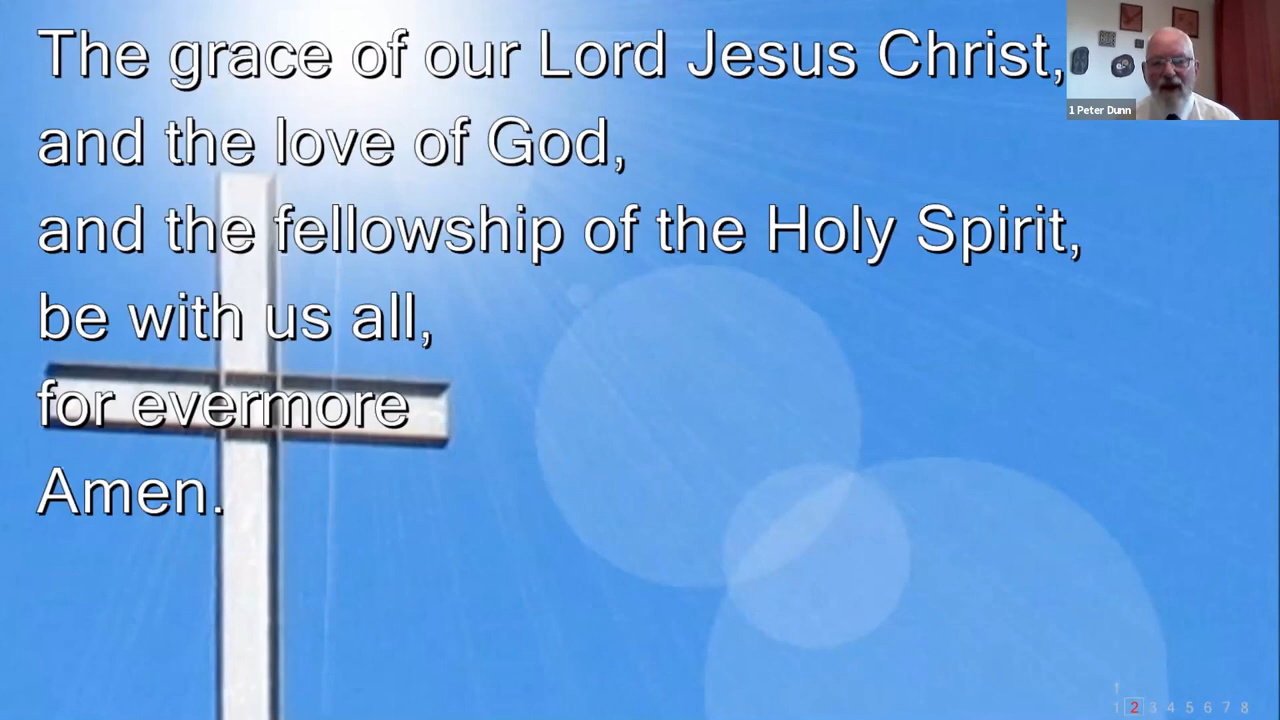 The grace of our Lord Jesus Christ,
and the love of God,
and the fellowship of the Holy Spirit,
be with us all,
for evermore
Amen.
1 Peter Dunn
1
1 2 3 4 5 6 7 8